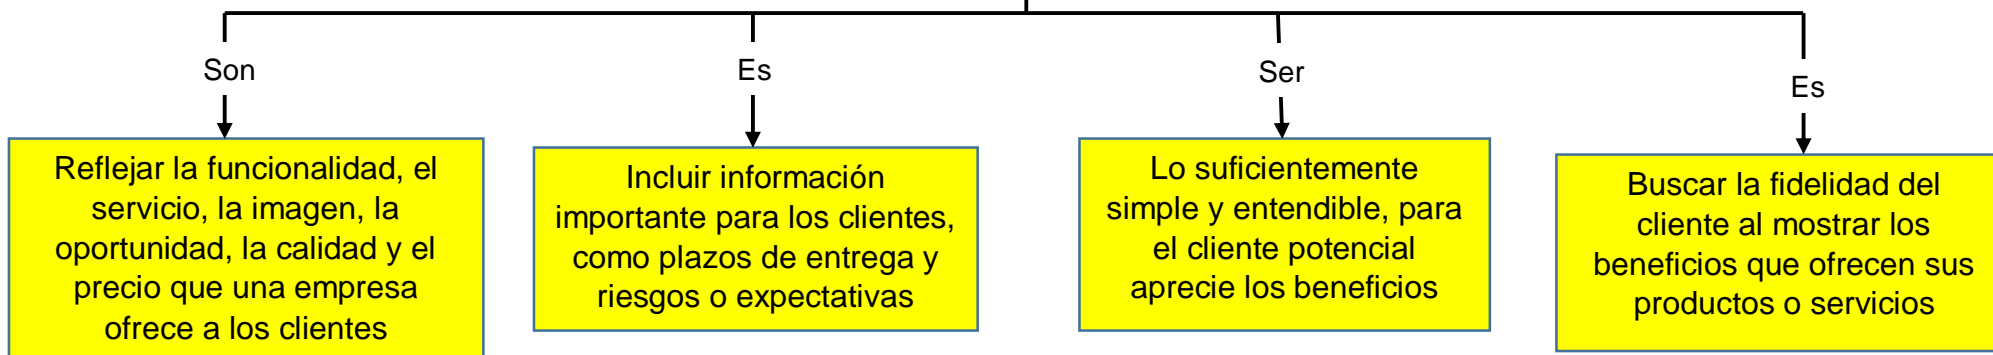 Son
Es
Ser
Es
Reflejar la funcionalidad, el
servicio, la imagen, la
oportunidad, la calidad y el
precio que una empresa
ofrece a los clientes
Incluir información
importante para los clientes,
como plazos de entrega y
riesgos o expectativas
Lo suficientemente
simple y entendible, para
el cliente potencial
aprecie los beneficios
Buscar la fidelidad del
cliente al mostrar los
beneficios que ofrecen sus
productos o servicios